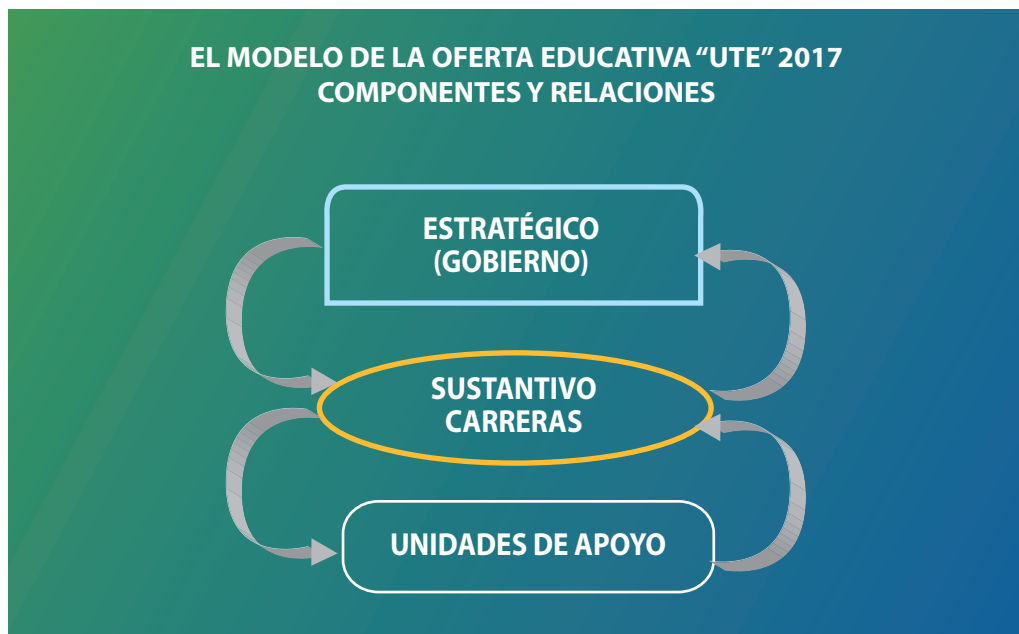 EL MODELO DE LA OFERTA EDUCATIVA “UTE” 2017
COMPONENTES Y RELACIONES
ESTRATÉGICO
(GOBIERNO)
SUSTANTIVO
CARRERAS
UNIDADES DE APOYO